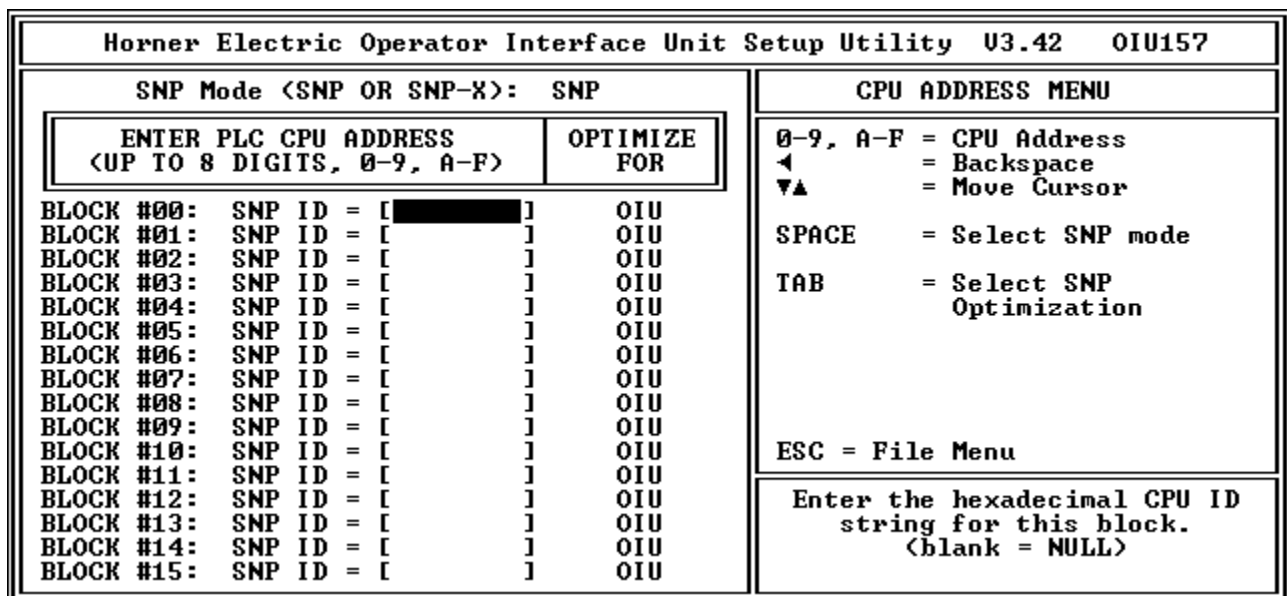 Horner Electric Operator Interface Unit Setup Utility V3.42 OIU157
SNP Mode (SNP OR SNP-X): SNP
ENTER PLC CPU ADDRESS
(UP TO 8 DIGITS, 0-9, A-F)
OPTIMIZE
FOR
BLOCK #00: SNP ID = [ ] OIU
BLOCK #01: SNP ID = [ ] OIU
BLOCK #02: SNP ID = [ ] OIU
BLOCK #03: SNP ID = [ ] OIU
BLOCK #04: SNP ID = [ ] OIU
BLOCK #05: SNP ID = [ ] OIU
BLOCK #06: SNP ID = [ ] OIU
BLOCK #07: SNP ID = [ ] OIU
BLOCK #08: SNP ID = [ ] OIU
BLOCK #09: SNP ID = [ ] OIU
BLOCK #10: SNP ID = [ ] OIU
BLOCK #11: SNP ID = [ ] OIU
BLOCK #12: SNP ID = [ ] OIU
BLOCK #13: SNP ID = [ ] OIU
BLOCK #14: SNP ID = [ ] OIU
BLOCK #15: SNP ID = [ ] OIU
CPU ADDRESS MENU
0-9, A-F = CPU Address
◄ = Backspace
▼▲ = Move Cursor
SPACE = Select SNP mode
TAB = Select SNP
Optimization
ESC = File Menu
Enter the hexadecimal CPU ID
string for this block.
(blank = NULL)